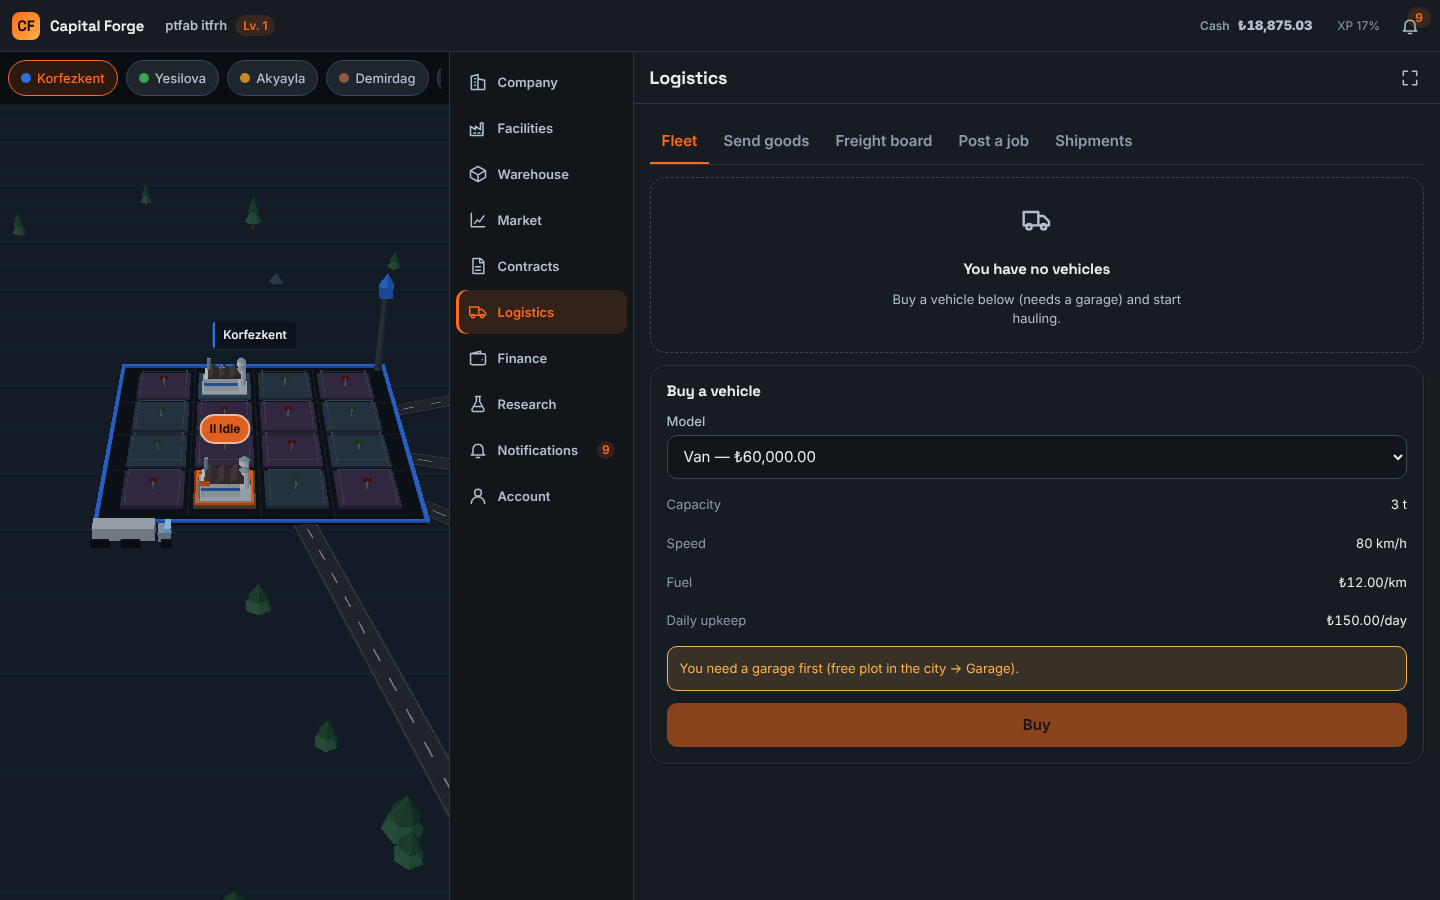 CF Capital Forge ptfab itfrh Lv. 1 Cash ₺18,875.03 XP 17% 9
Korfezkent Yesilova Akyayla Demirdag
Korfezkent
II Idle
Company
Facilities
Warehouse
Market
Contracts
Logistics
Finance
Research
Notifications 9
Account
Logistics
Fleet Send goods Freight board Post a job Shipments
You have no vehicles
Buy a vehicle below (needs a garage) and start
hauling.
Buy a vehicle
Model
Van — ₺60,000.00
Capacity 3 t
Speed 80 km/h
Fuel ₺12.00/km
Daily upkeep ₺150.00/day
You need a garage first (free plot in the city → Garage).
Buy